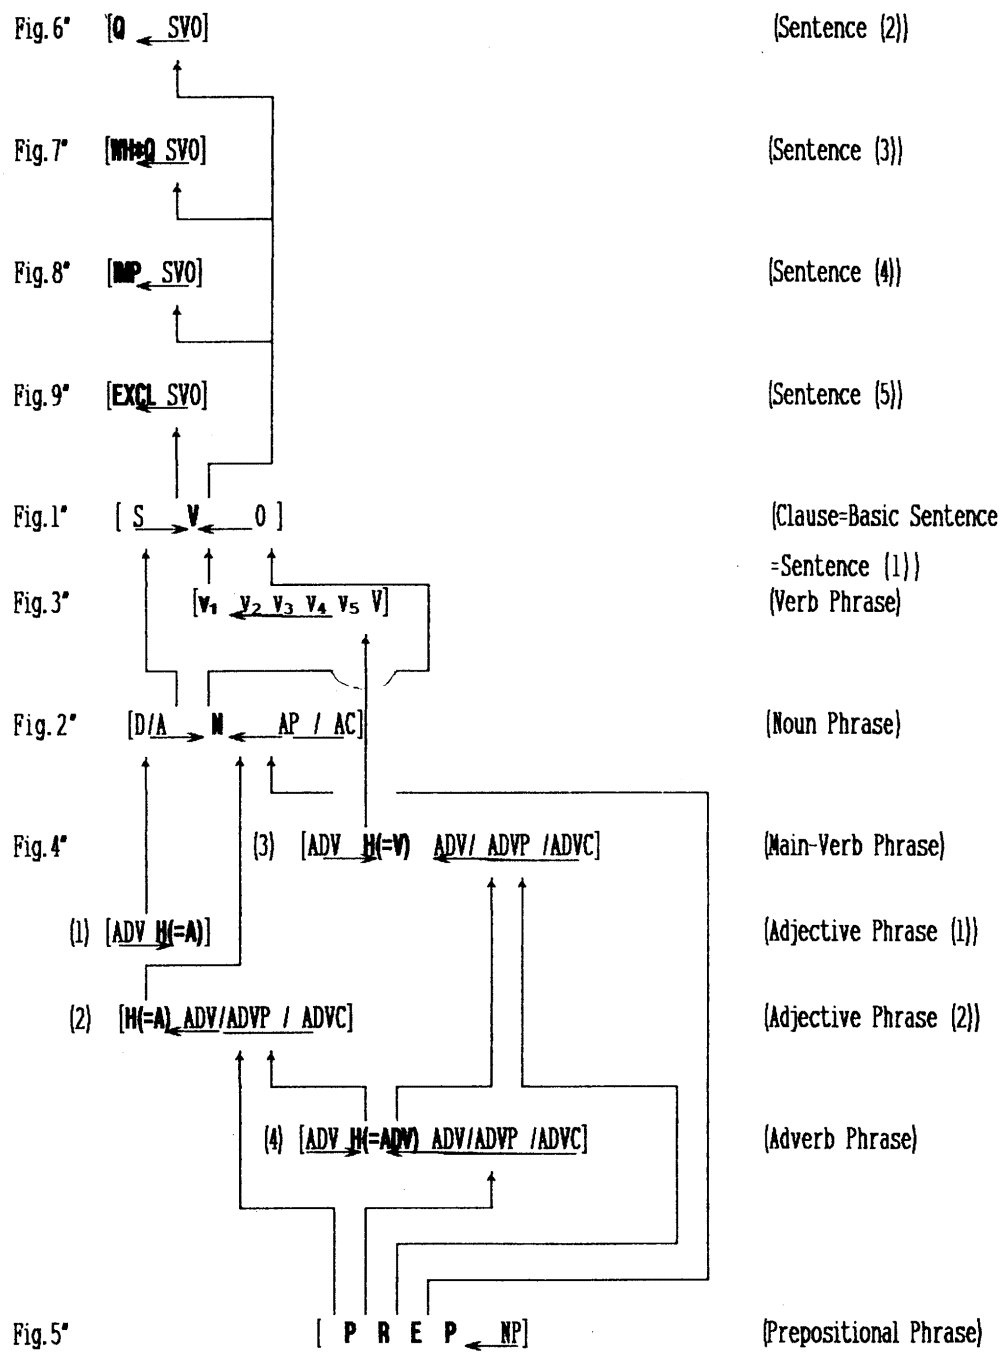 Fig.6" [Q SVO] (Sentence (2))
Fig.7" [WH*Q SVO] (Sentence (3))
Fig.8" [IMP SVO] (Sentence (4))
Fig.9" [EXCL SVO] (Sentence (5))
Fig.1" [ S V O ] (Clause=Basic Sentence
=Sentence (1))
Fig.3" [v₁ v₂ v₃ v₄ v₅ V] (Verb Phrase)
Fig.2" [D/A N AP / AC] (Noun Phrase)
Fig.4" (3) [ADV H(=V) ADV/ ADVP /ADVC] (Main-Verb Phrase)
(1) [ADV H(=A)] (Adjective Phrase (1))
(2) [H(=A) ADV/ADVP / ADVC] (Adjective Phrase (2))
(4) [ADV H(=ADV) ADV/ADVP /ADVC] (Adverb Phrase)
Fig.5" [ P R E P NP] (Prepositional Phrase)